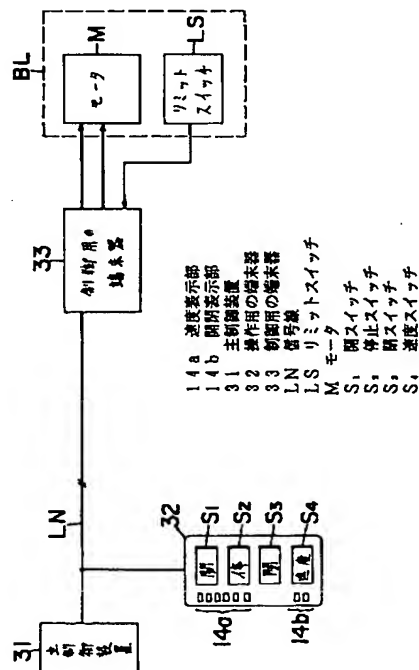 BL
M
モータ
LS
リミット
スイッチ
33
制御用の
端末器
LN
31
主制御装置
32
S1
開
S2
停
S3
閉
S4
速度
14a
14b
14a 速度表示部
14b 開閉表示部
31 主制御装置
32 操作用の端末器
33 制御用の端末器
LN 信号線
LS リミットスイッチ
M モータ
S₁ 開スイッチ
S₂ 停止スイッチ
S₃ 閉スイッチ
S₄ 速度スイッチ